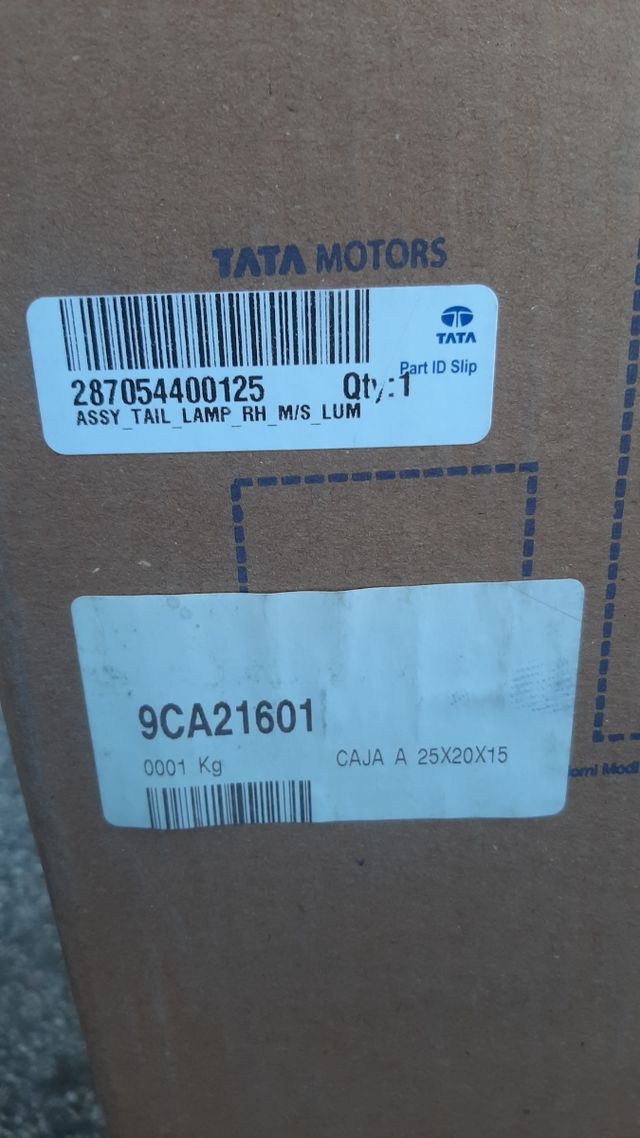 TATA MOTORS
TATA
Part ID Slip
287054400125 Qty:1
ASSY_TAIL_LAMP_RH_M/S_LUM
9CA21601
0001 Kg CAJA A 25X20X15